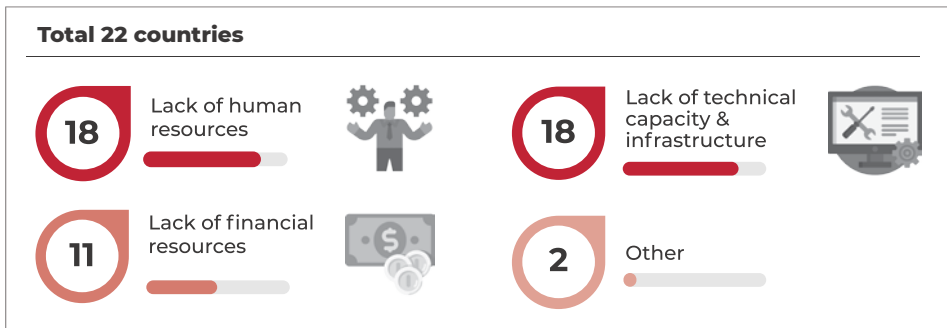 Total 22 countries
18
Lack of human
resources
18
Lack of technical
capacity &
infrastructure
11
Lack of financial
resources
$
2
Other